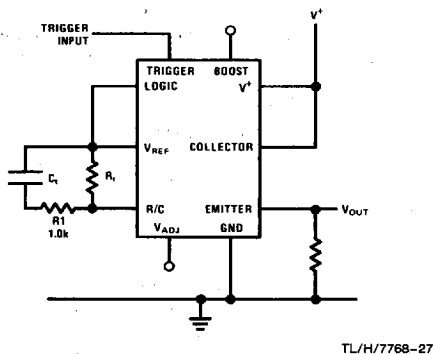 V+
TRIGGER
INPUT
TRIGGER BOOST
LOGIC V+
VREF COLLECTOR
Ct Rt
R/C EMITTER VOUT
R1
1.0k
VADJ GND
TL/H/7768-27